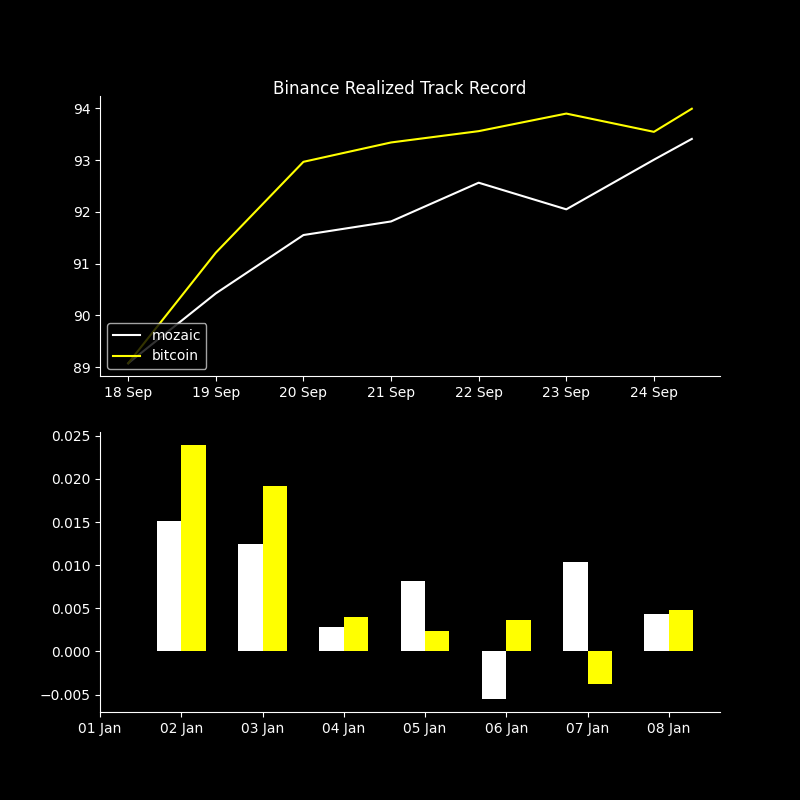 Binance Realized Track Record
94
93
92
91
90
89
mozaic
bitcoin
18 Sep 19 Sep 20 Sep 21 Sep 22 Sep 23 Sep 24 Sep
0.025
0.020
0.015
0.010
0.005
0.000
−0.005
01 Jan 02 Jan 03 Jan 04 Jan 05 Jan 06 Jan 07 Jan 08 Jan